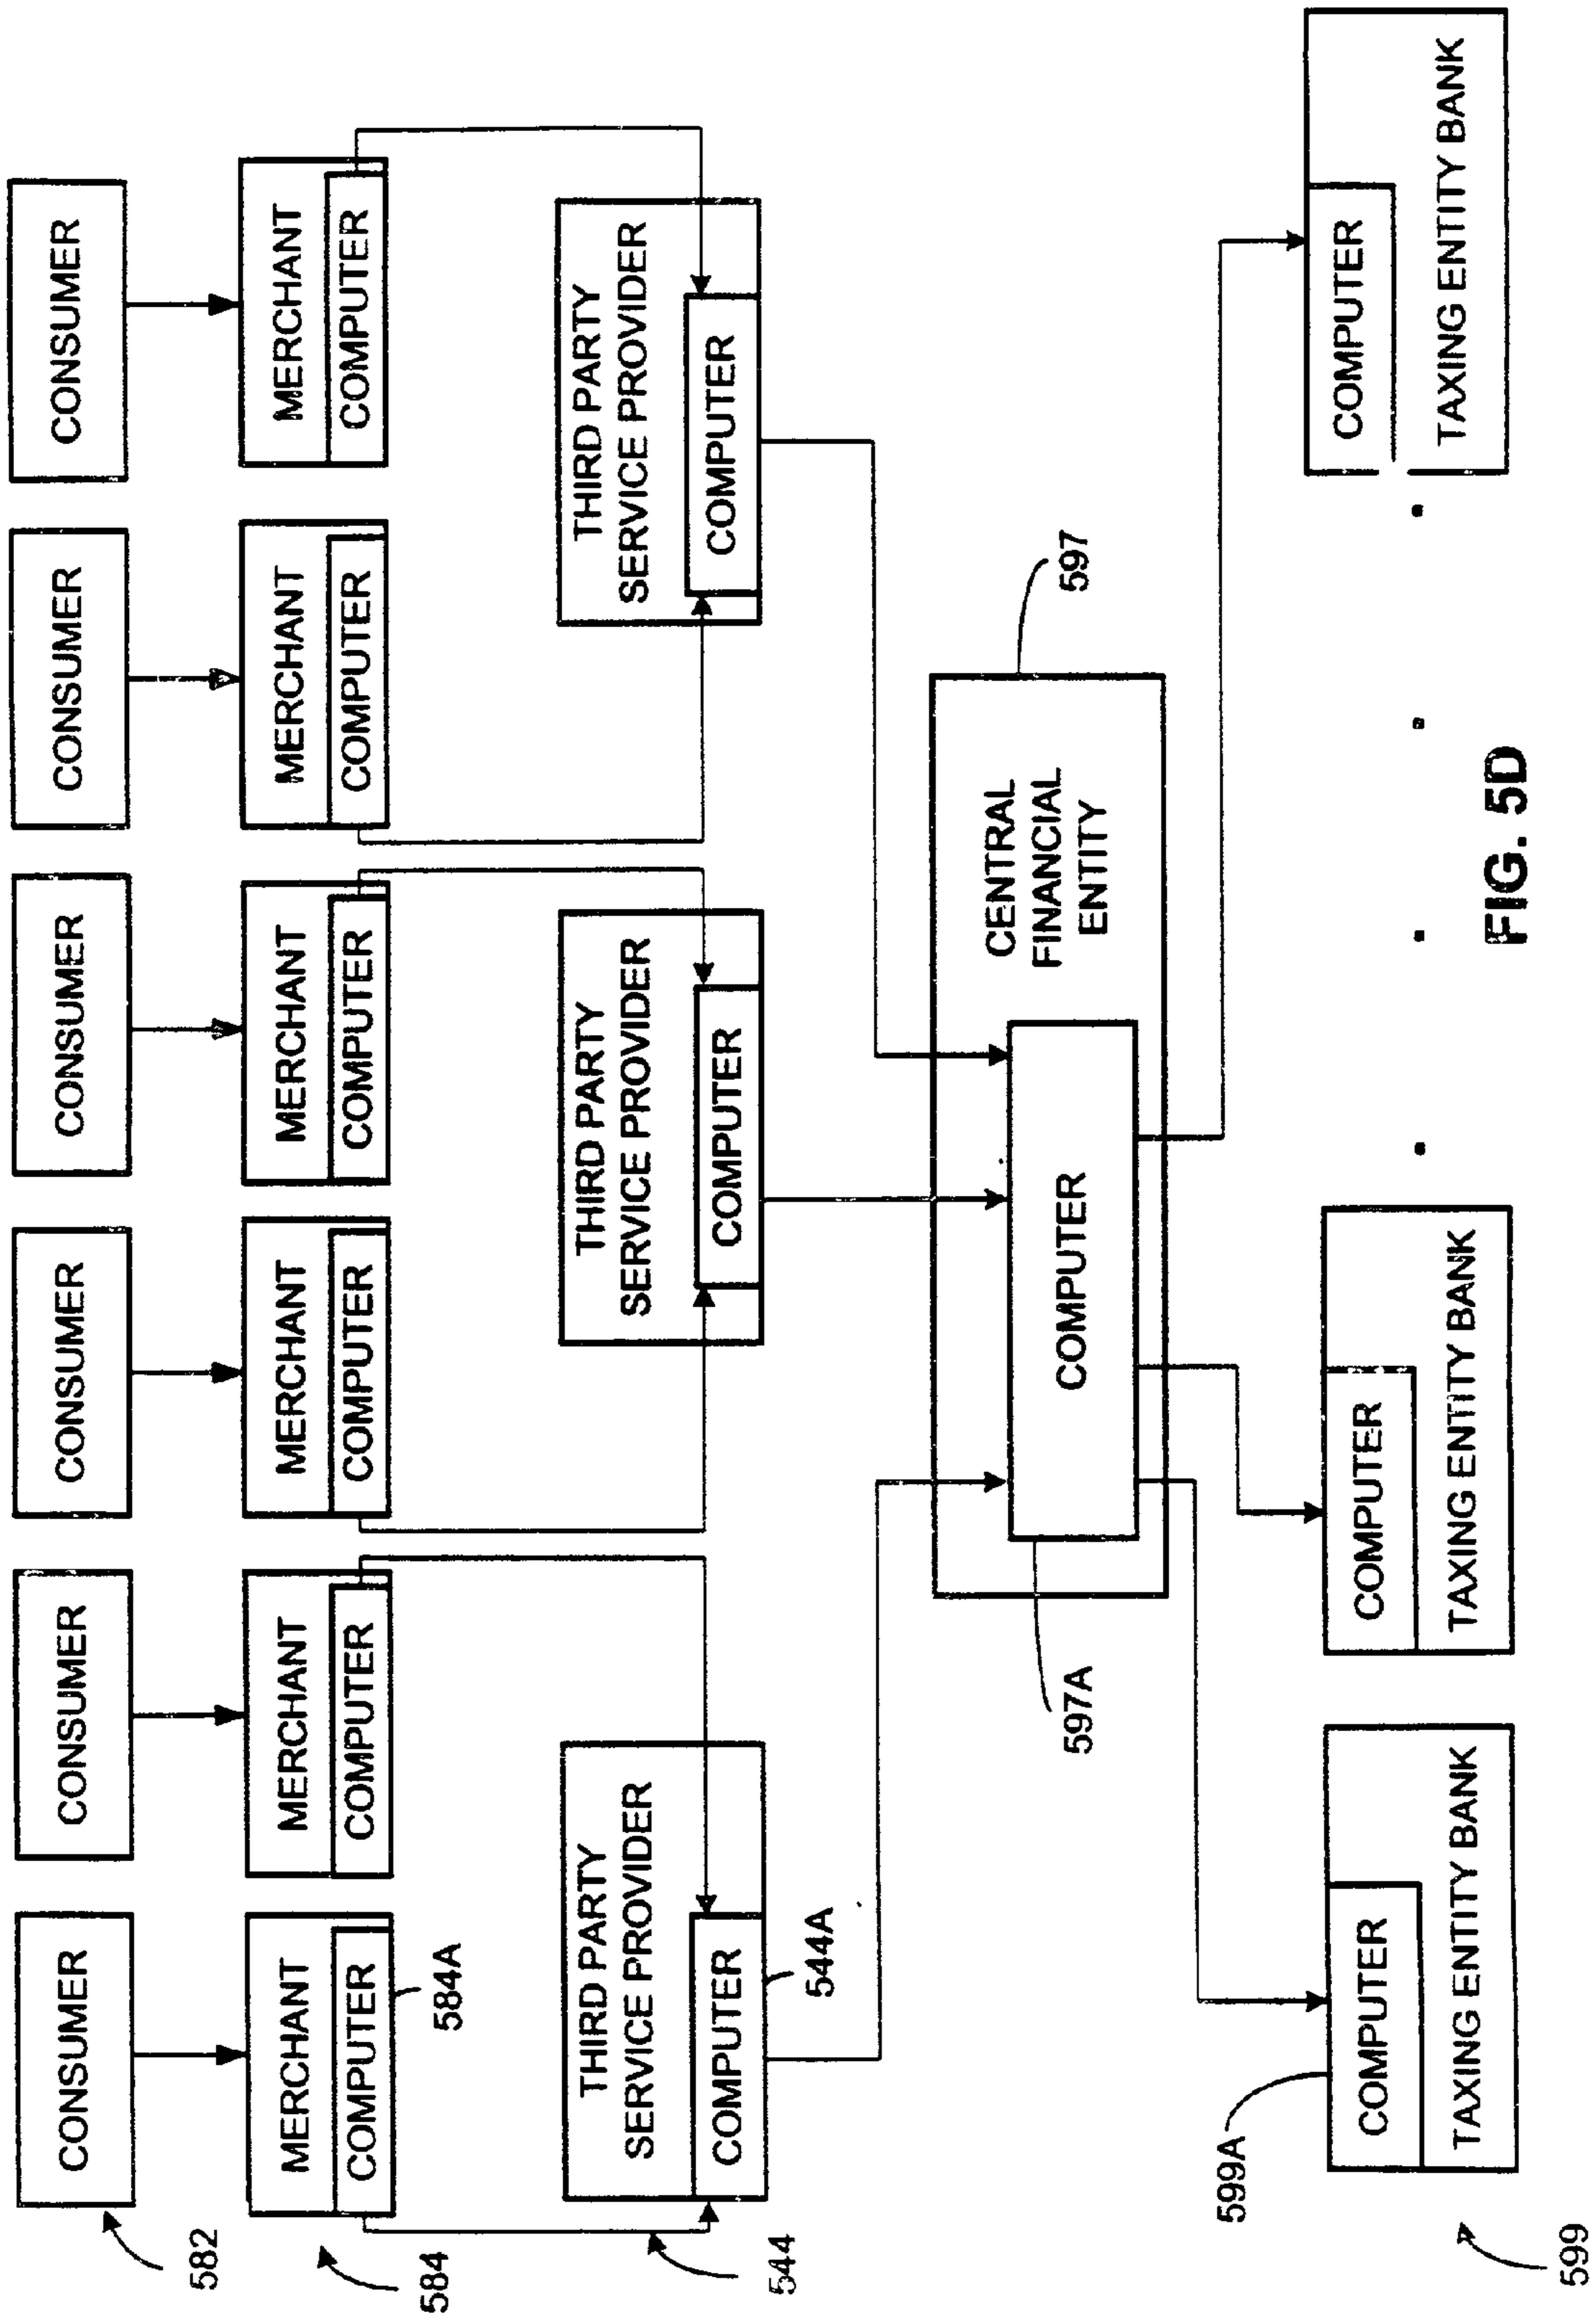 CONSUMER
CONSUMER
CONSUMER
CONSUMER
CONSUMER
CONSUMER
582
MERCHANT
COMPUTER
MERCHANT
COMPUTER
MERCHANT
COMPUTER
MERCHANT
COMPUTER
MERCHANT
COMPUTER
MERCHANT
COMPUTER
584
584A
THIRD PARTY
SERVICE PROVIDER
COMPUTER
THIRD PARTY
SERVICE PROVIDER
COMPUTER
THIRD PARTY
SERVICE PROVIDER
COMPUTER
544
544A
CENTRAL
FINANCIAL
ENTITY
COMPUTER
597
597A
COMPUTER
TAXING ENTITY BANK
COMPUTER
TAXING ENTITY BANK
COMPUTER
TAXING ENTITY BANK
599A
599
FIG. 5D